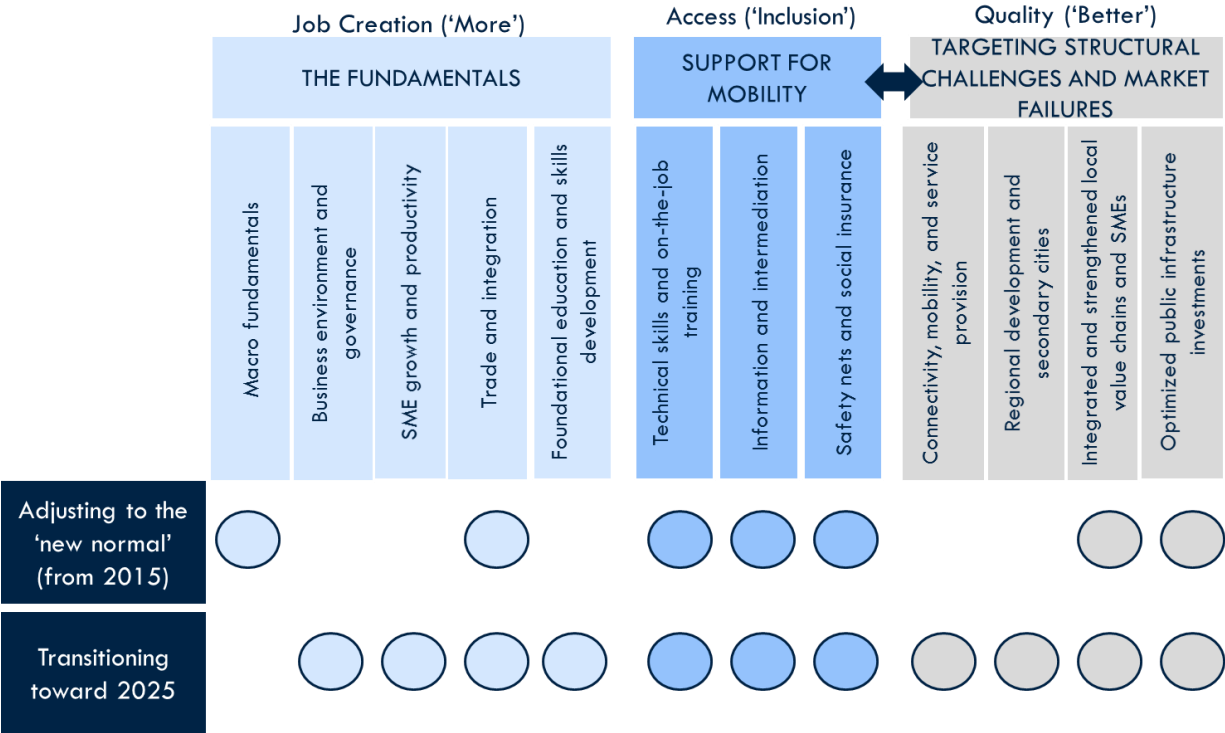 Job Creation (‘More’)
Access (‘Inclusion’)
Quality (‘Better’)
THE FUNDAMENTALS
SUPPORT FOR
MOBILITY
TARGETING STRUCTURAL
CHALLENGES AND MARKET
FAILURES
Macro fundamentals
Business environment and
governance
SME growth and productivity
Trade and integration
Foundational education and skills
development
Technical skills and on-the-job
training
Information and intermediation
Safety nets and social insurance
Connectivity, mobility, and service
provision
Regional development and
secondary cities
Integrated and strengthened local
value chains and SMEs
Optimized public infrastructure
investments
Adjusting to the
‘new normal’
(from 2015)
Transitioning
toward 2025